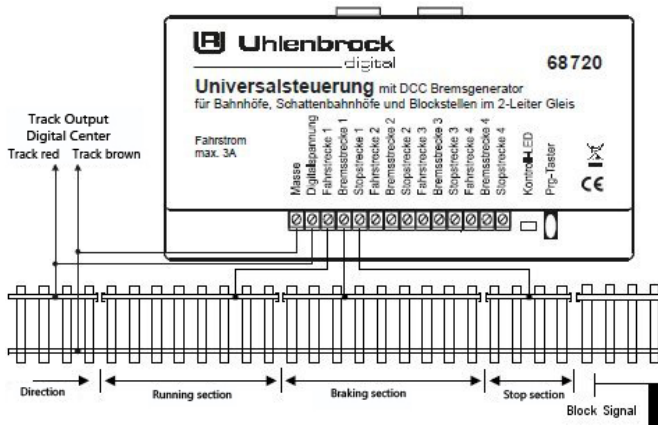 Uhlenbrock
digital
68720
Universalsteuerung mit DCC Bremsgenerator
für Bahnhöfe, Schattenbahnhöfe und Blockstellen im 2-Leiter Gleis
Track Output
Digital Center
Track red Track brown
Fahrstrom
max. 3A
Masse
Digitalspannung
Fahrstrecke 1
Bremsstrecke 1
Stopstrecke 1
Fahrstrecke 2
Bremsstrecke 2
Stopstrecke 2
Fahrstrecke 3
Bremsstrecke 3
Stopstrecke 3
Fahrstrecke 4
Bremsstrecke 4
Stopstrecke 4
Kontroll-LED
Prg-Taster
CE
Direction
Running section
Braking section
Stop section
Block Signal